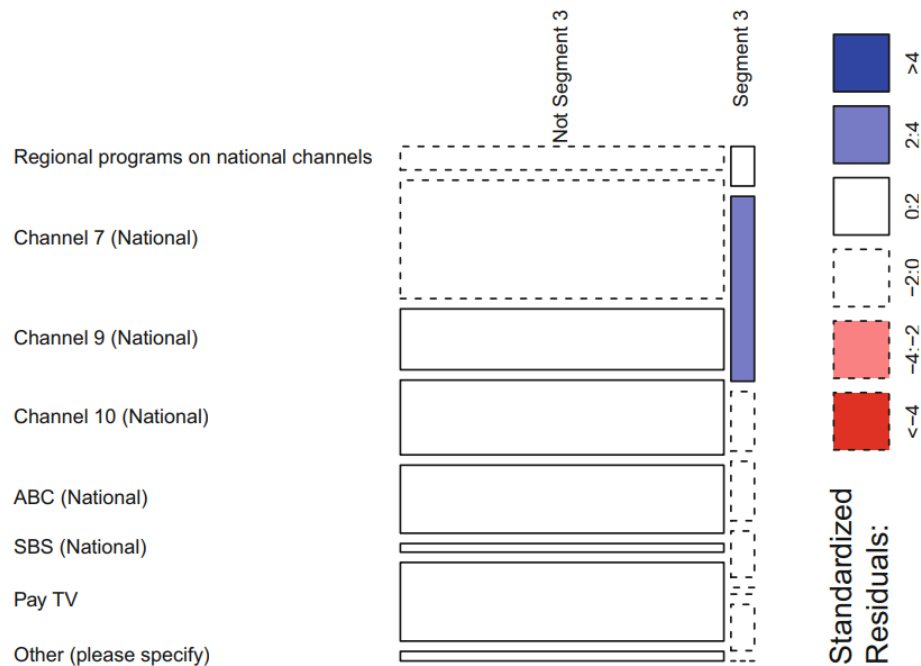 Not Segment 3
Segment 3
Regional programs on national channels
Channel 7 (National)
Channel 9 (National)
Channel 10 (National)
ABC (National)
SBS (National)
Pay TV
Other (please specify)
>4
2:4
0:2
−2:0
−4:−2
<−4
Standardized
Residuals: